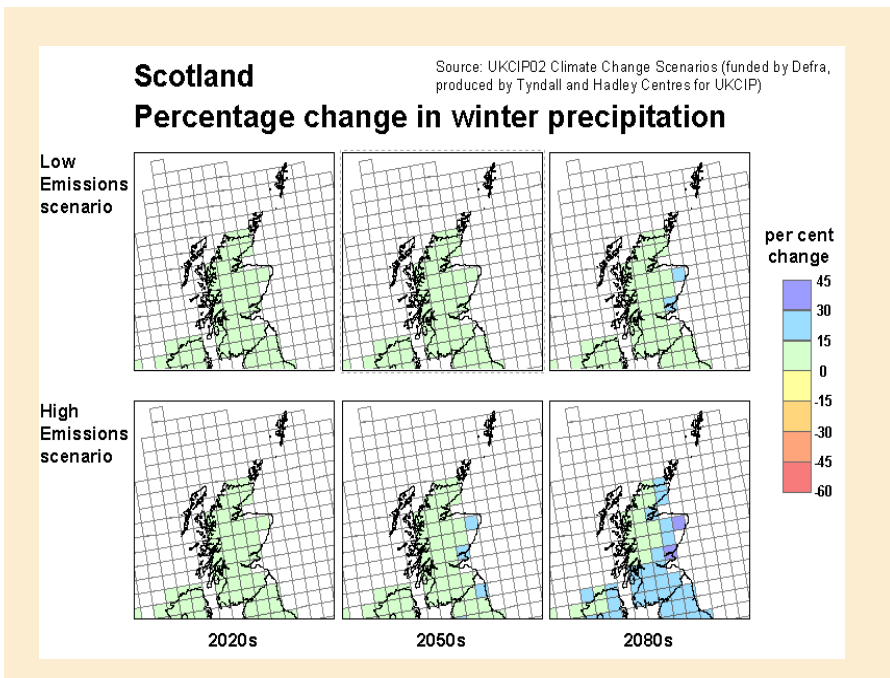 Scotland
Source: UKCIP02 Climate Change Scenarios (funded by Defra,
produced by Tyndall and Hadley Centres for UKCIP)
Percentage change in winter precipitation
Low
Emissions
scenario
per cent
change
45
30
15
0
-15
-30
-45
-60
High
Emissions
scenario
2020s
2050s
2080s